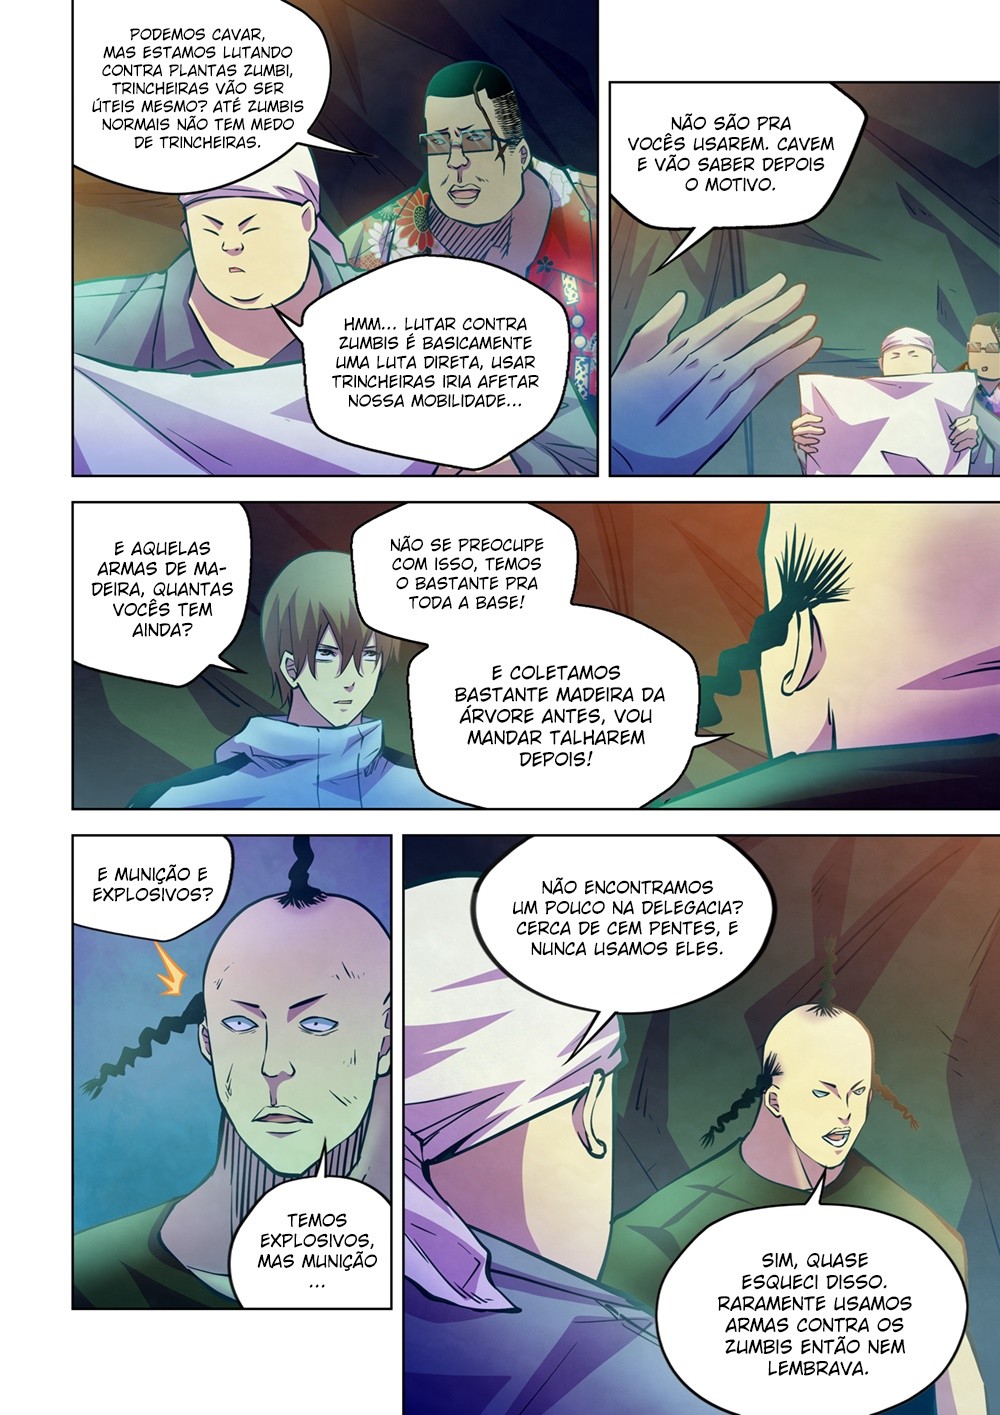 PODEMOS CAVAR,
MAS ESTAMOS LUTANDO
CONTRA PLANTAS ZUMBI,
TRINCHEIRAS VÃO SER
ÚTEIS MESMO? ATÉ ZUMBIS
NORMAIS NÃO TEM MEDO
DE TRINCHEIRAS.
HMM... LUTAR CONTRA
ZUMBIS É BASICAMENTE
UMA LUTA DIRETA, USAR
TRINCHEIRAS IRIA AFETAR
NOSSA MOBILIDADE...
NÃO SÃO PRA
VOCÊS USAREM. CAVEM
E VÃO SABER DEPOIS
O MOTIVO.
E AQUELAS
ARMAS DE MA-
DEIRA, QUANTAS
VOCÊS TEM
AINDA?
NÃO SE PREOCUPE
COM ISSO, TEMOS
O BASTANTE PRA
TODA A BASE!
E COLETAMOS
BASTANTE MADEIRA DA
ÁRVORE ANTES, VOU
MANDAR TALHAREM
DEPOIS!
E MUNIÇÃO E
EXPLOSIVOS?
TEMOS
EXPLOSIVOS,
MAS MUNIÇÃO
...
NÃO ENCONTRAMOS
UM POUCO NA DELEGACIA?
CERCA DE CEM PENTES, E
NUNCA USAMOS ELES.
SIM, QUASE
ESQUECI DISSO.
RARAMENTE USAMOS
ARMAS CONTRA OS
ZUMBIS ENTÃO NEM
LEMBRAVA.